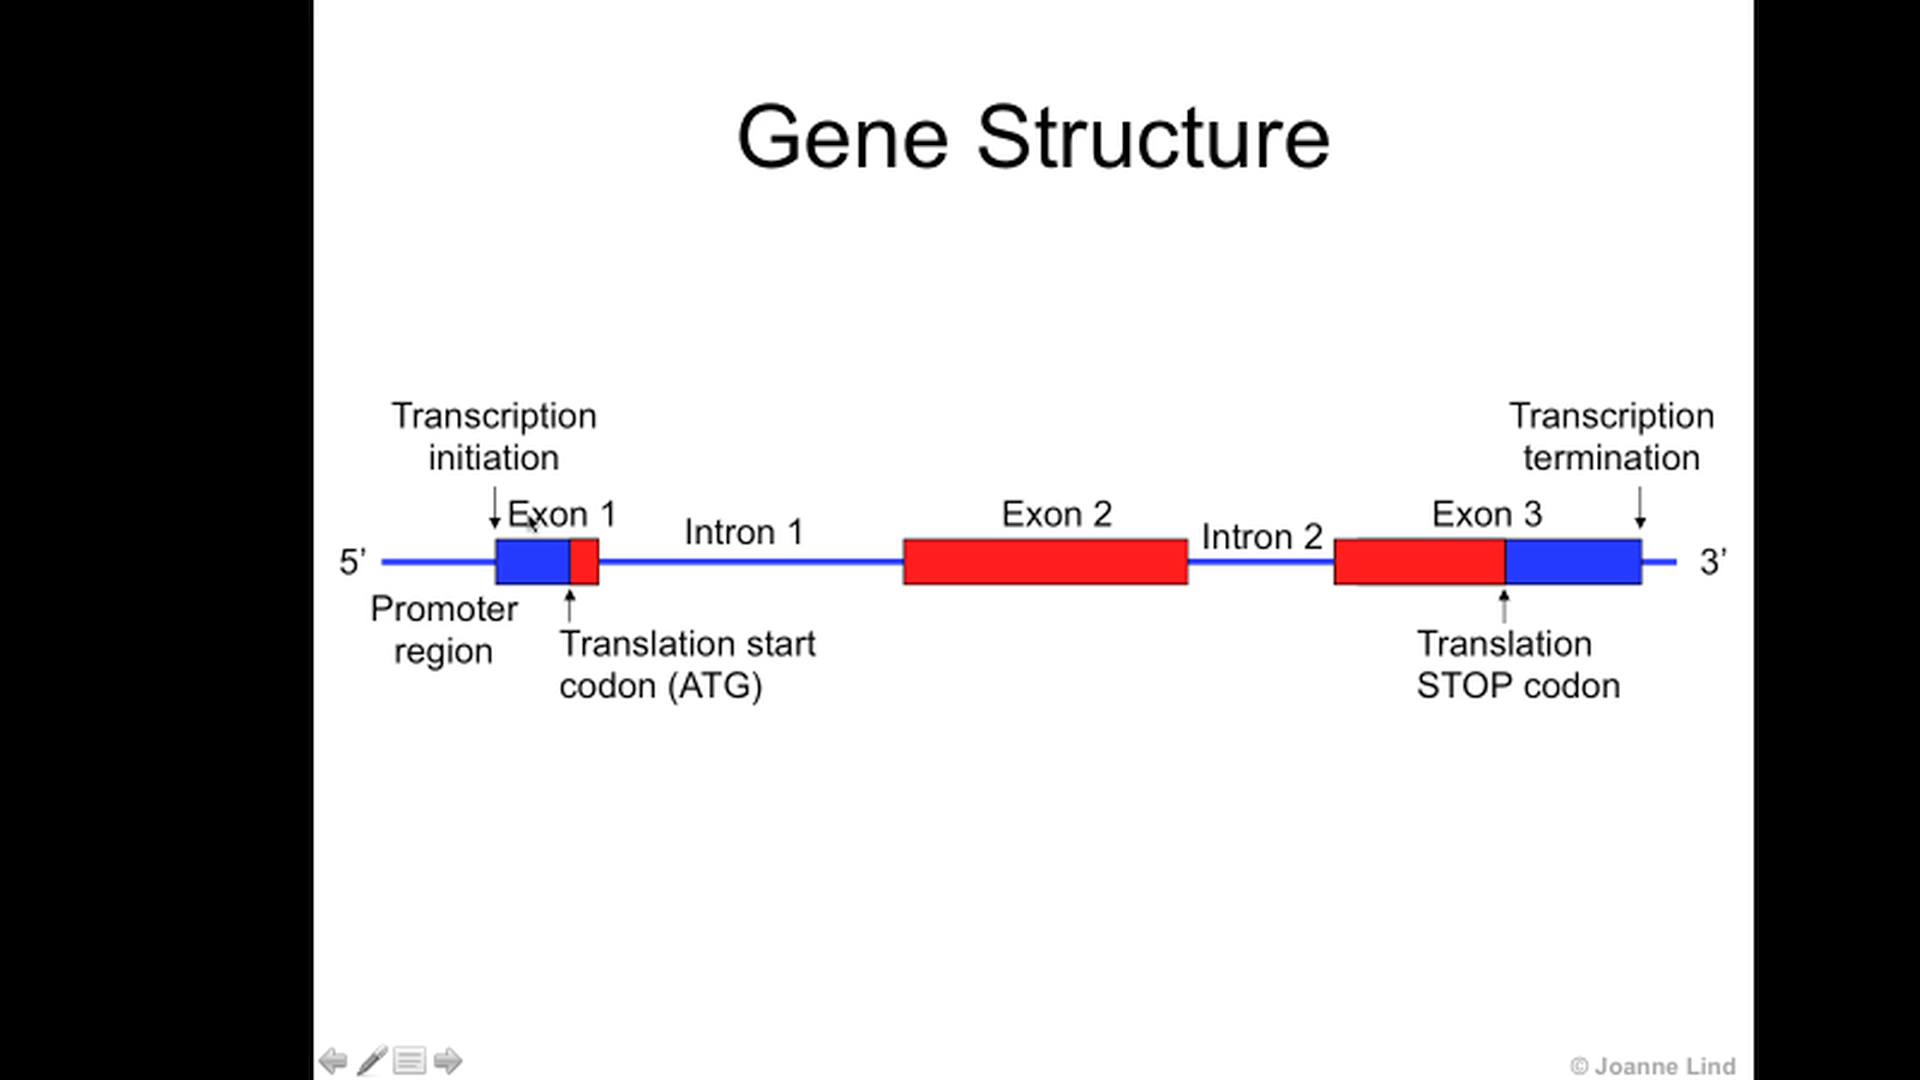 Gene Structure
Transcription
initiation
Transcription
termination
Exon 1
Intron 1
Exon 2
Intron 2
Exon 3
5’
3’
Promoter
region
Translation start
codon (ATG)
Translation
STOP codon
© Joanne Lind